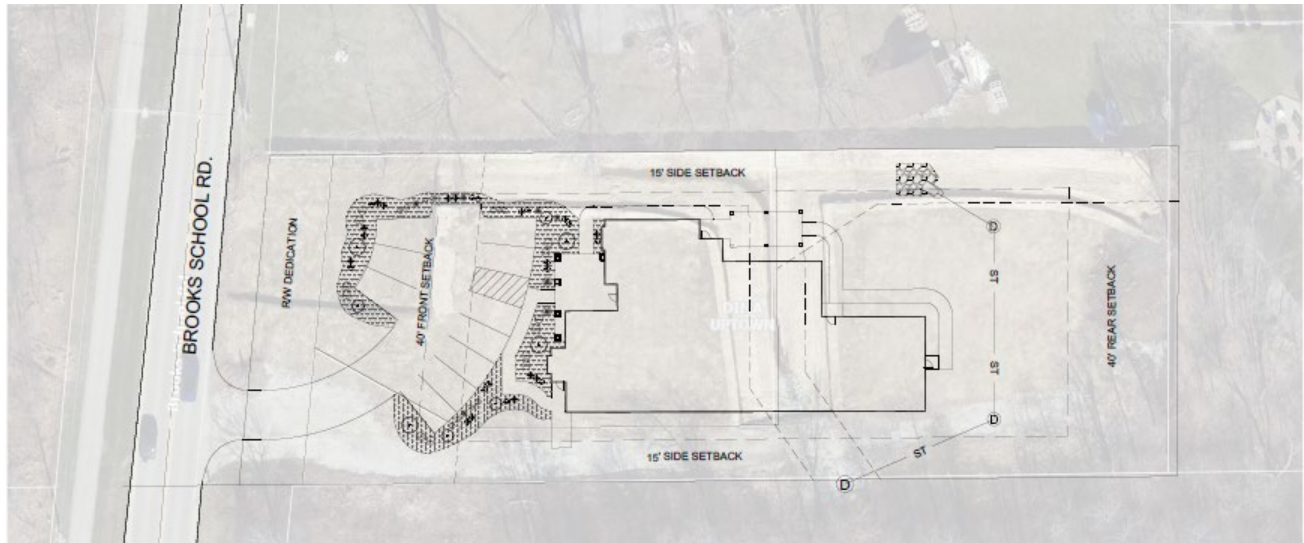 15' SIDE SETBACK
BROOKS SCHOOL RD.
R/W DEDICATION
40' FRONT SETBACK
D
ST
UPTOWN
ST
40' REAR SETBACK
D
ST
15' SIDE SETBACK
D